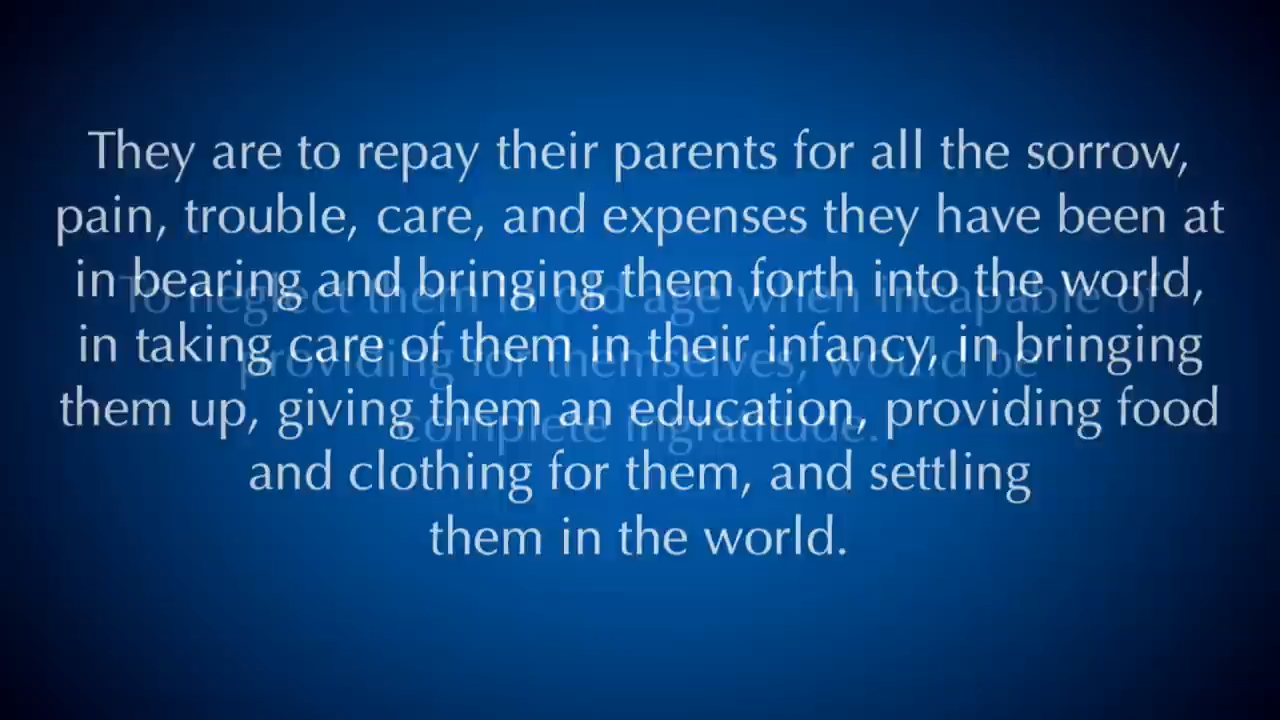 They are to repay their parents for all the sorrow,
pain, trouble, care, and expenses they have been at
in bearing and bringing them forth into the world,
in taking care of them in their infancy, in bringing
them up, giving them an education, providing food
and clothing for them, and settling
them in the world.
To neglect them in old age when incapable of
providing for themselves, would be
complete ingratitude.